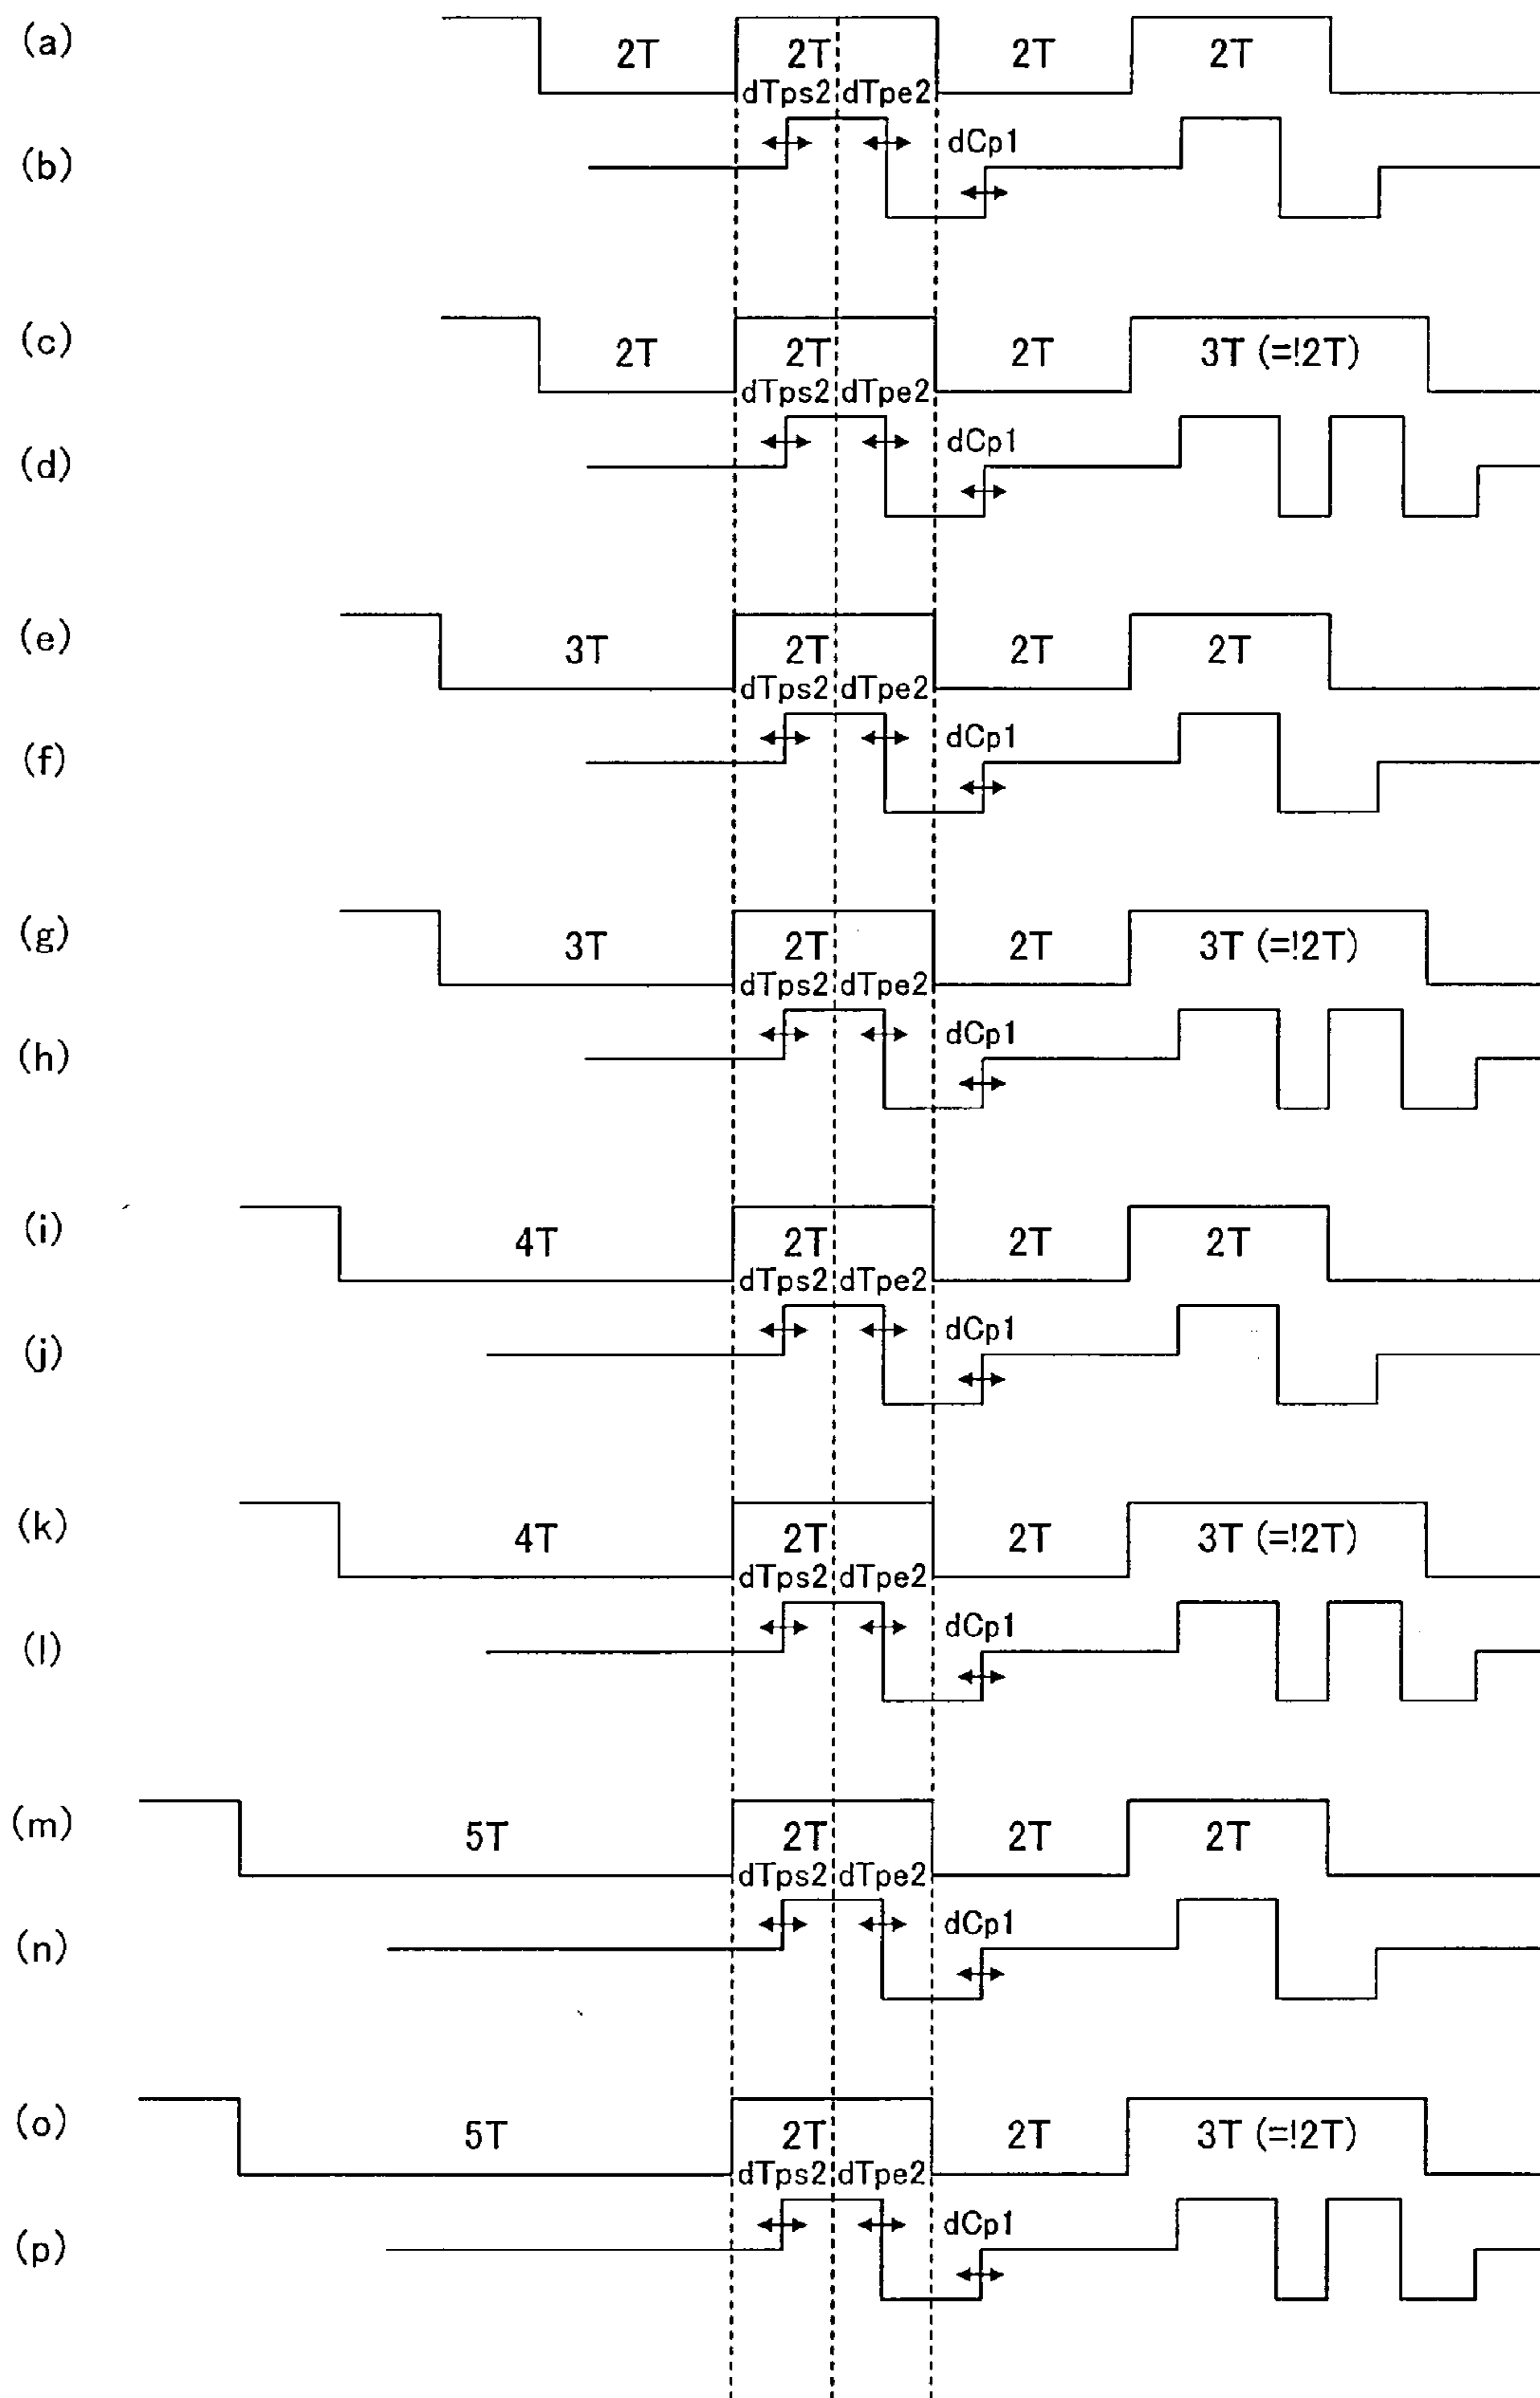 (a) 2T 2T 2T 2T
dTps2 dTpe2
(b) dCp1
(c) 2T 2T 2T 3T (=!2T)
dTps2 dTpe2
(d) dCp1
(e) 3T 2T 2T 2T
dTps2 dTpe2
(f) dCp1
(g) 3T 2T 2T 3T (=!2T)
dTps2 dTpe2
(h) dCp1
(i) 4T 2T 2T 2T
dTps2 dTpe2
(j) dCp1
(k) 4T 2T 2T 3T (=!2T)
dTps2 dTpe2
(l) dCp1
(m) 5T 2T 2T 2T
dTps2 dTpe2
(n) dCp1
(o) 5T 2T 2T 3T (=!2T)
dTps2 dTpe2
(p) dCp1